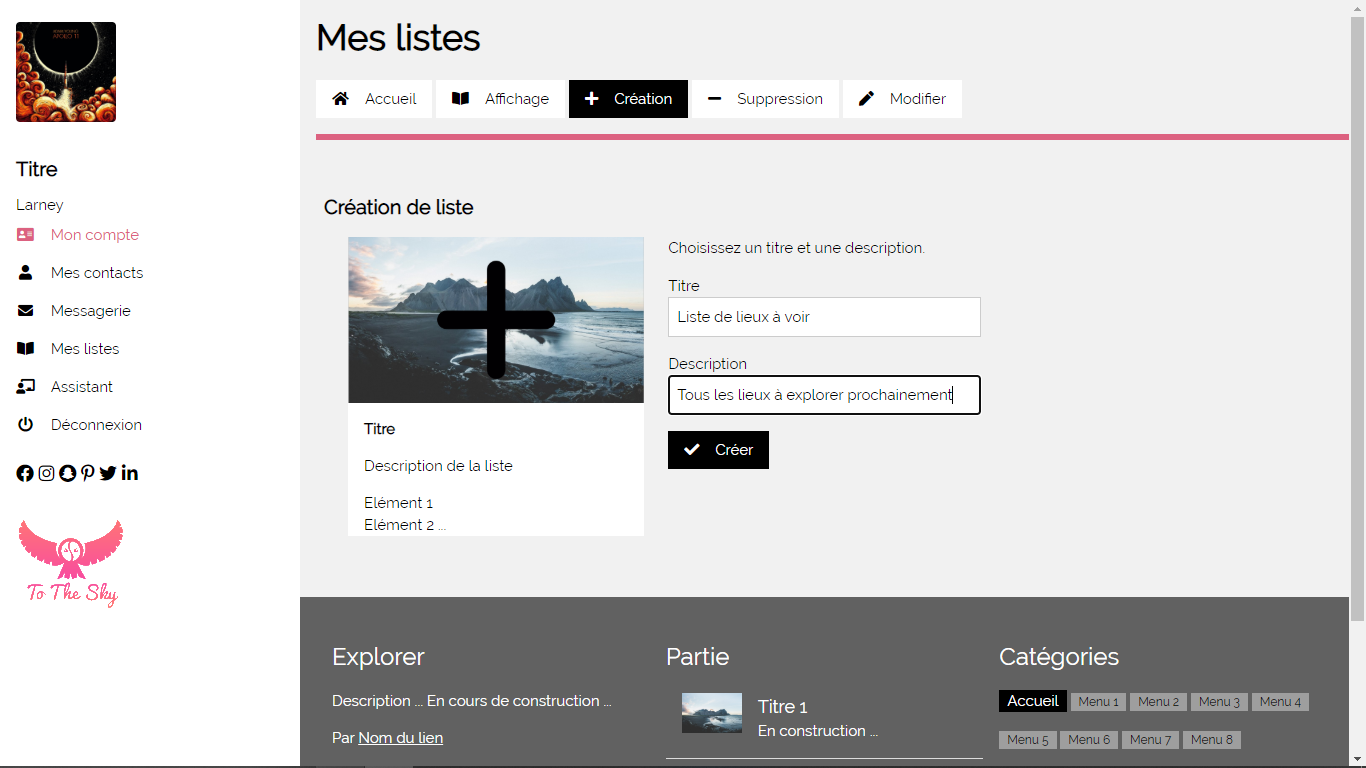 Titre
Larney
Mon compte
Mes contacts
Messagerie
Mes listes
Assistant
Déconnexion
To The Sky
Mes listes
Accueil
Affichage
Création
Suppression
Modifier
Création de liste
Titre
Description de la liste
Elément 1
Elément 2 ...
Choisissez un titre et une description.
Titre
Liste de lieux à voir
Description
Tous les lieux à explorer prochainement
Créer
Explorer
Description ... En cours de construction ...
Par Nom du lien
Partie
Titre 1
En construction ...
Catégories
Accueil Menu 1 Menu 2 Menu 3 Menu 4
Menu 5 Menu 6 Menu 7 Menu 8